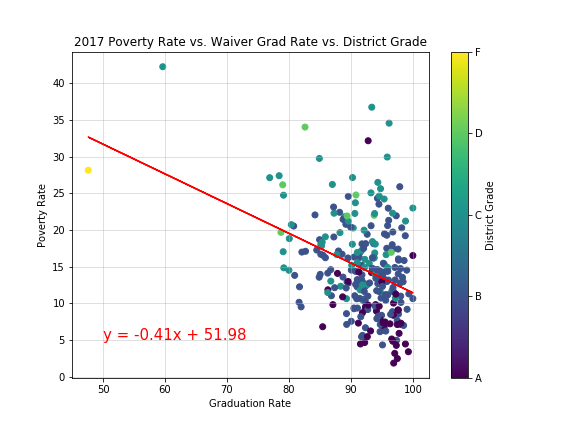 2017 Poverty Rate vs. Waiver Grad Rate vs. District Grade
40
35
30
25
20
15
10
5
0
Poverty Rate
y = -0.41x + 51.98
50
60
70
80
90
100
Graduation Rate
F
D
C
B
A
District Grade